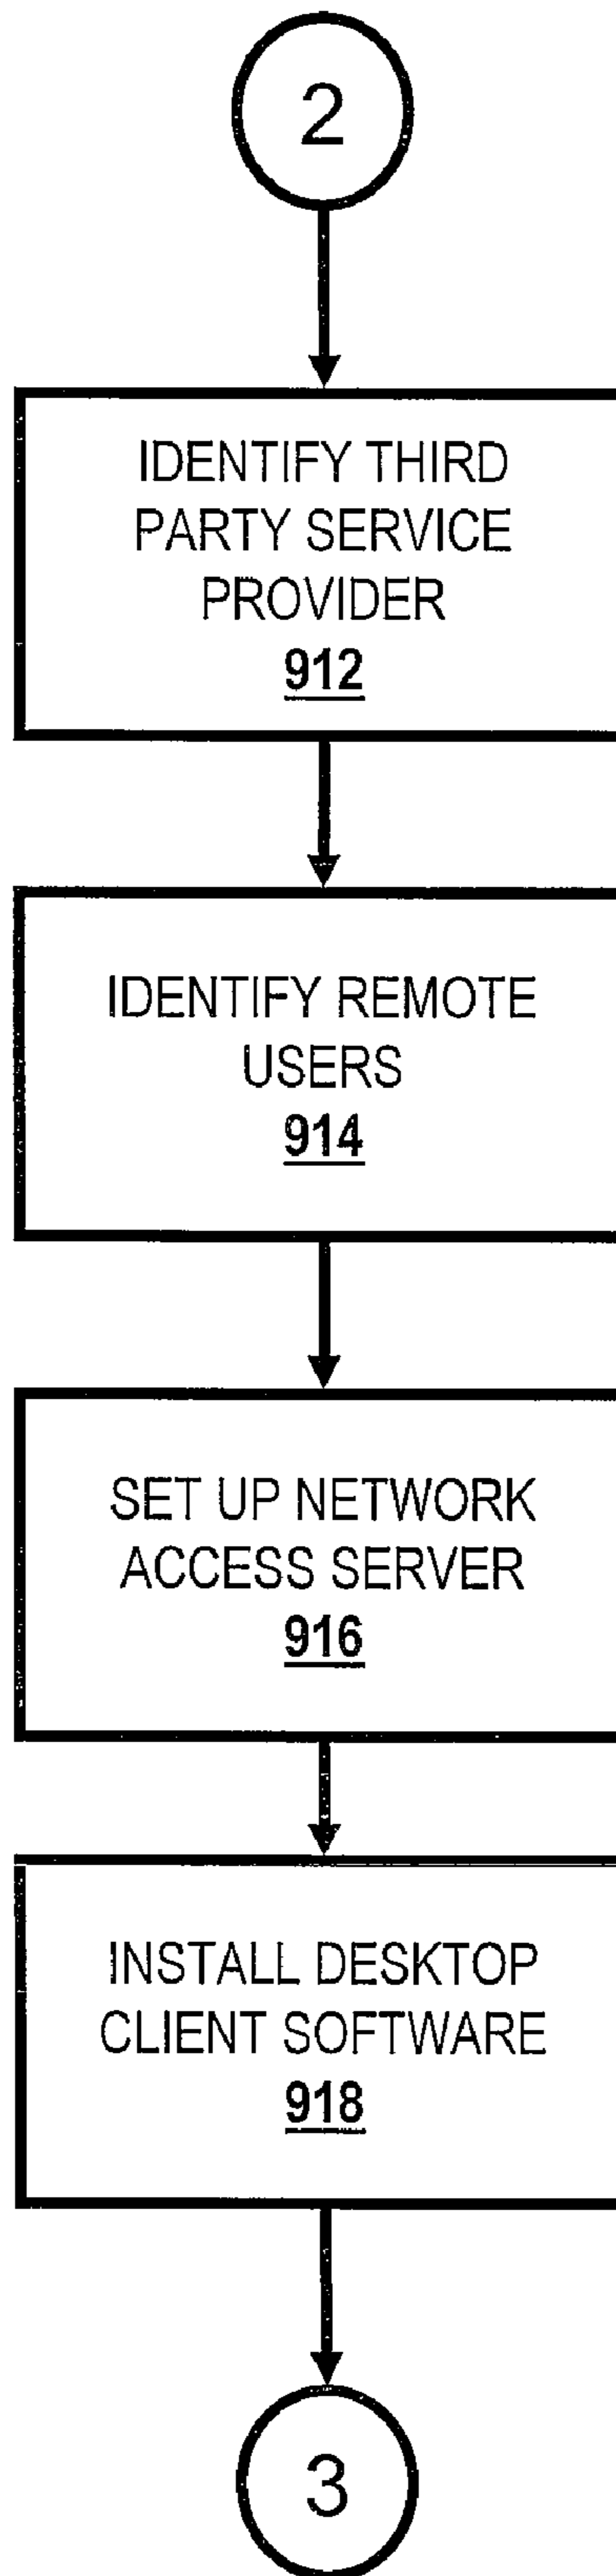 2
IDENTIFY THIRD
PARTY SERVICE
PROVIDER
912
IDENTIFY REMOTE
USERS
914
SET UP NETWORK
ACCESS SERVER
916
INSTALL DESKTOP
CLIENT SOFTWARE
918
3